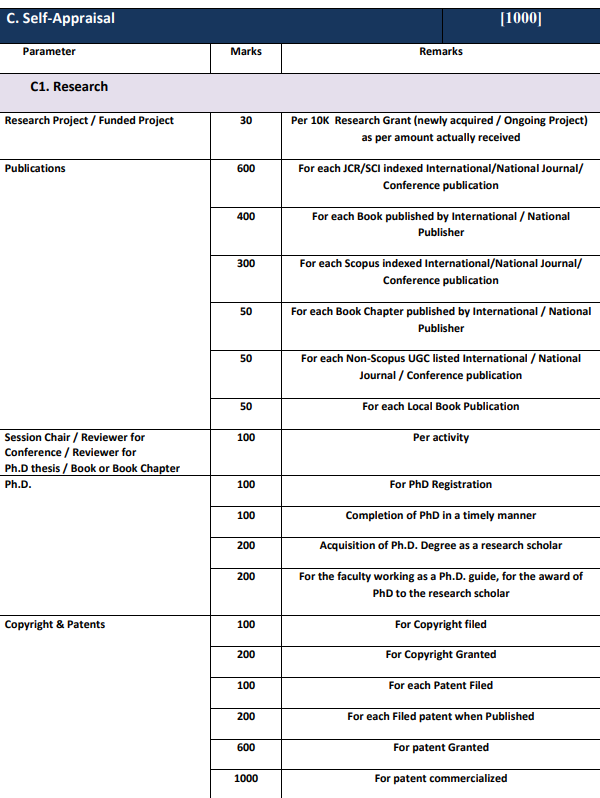 C. Self-Appraisal [1000]
Parameter Marks Remarks
C1. Research
Research Project / Funded Project 30 Per 10K Research Grant (newly acquired / Ongoing Project)
as per amount actually received
Publications 600 For each JCR/SCI indexed International/National Journal/
Conference publication
400 For each Book published by International / National
Publisher
300 For each Scopus indexed International/National Journal/
Conference publication
50 For each Book Chapter published by International / National
Publisher
50 For each Non-Scopus UGC listed International / National
Journal / Conference publication
50 For each Local Book Publication
Session Chair / Reviewer for 100 Per activity
Conference / Reviewer for
Ph.D thesis / Book or Book Chapter
Ph.D. 100 For PhD Registration
100 Completion of PhD in a timely manner
200 Acquisition of Ph.D. Degree as a research scholar
200 For the faculty working as a Ph.D. guide, for the award of
PhD to the research scholar
Copyright & Patents 100 For Copyright filed
200 For Copyright Granted
100 For each Patent Filed
200 For each Filed patent when Published
600 For patent Granted
1000 For patent commercialized